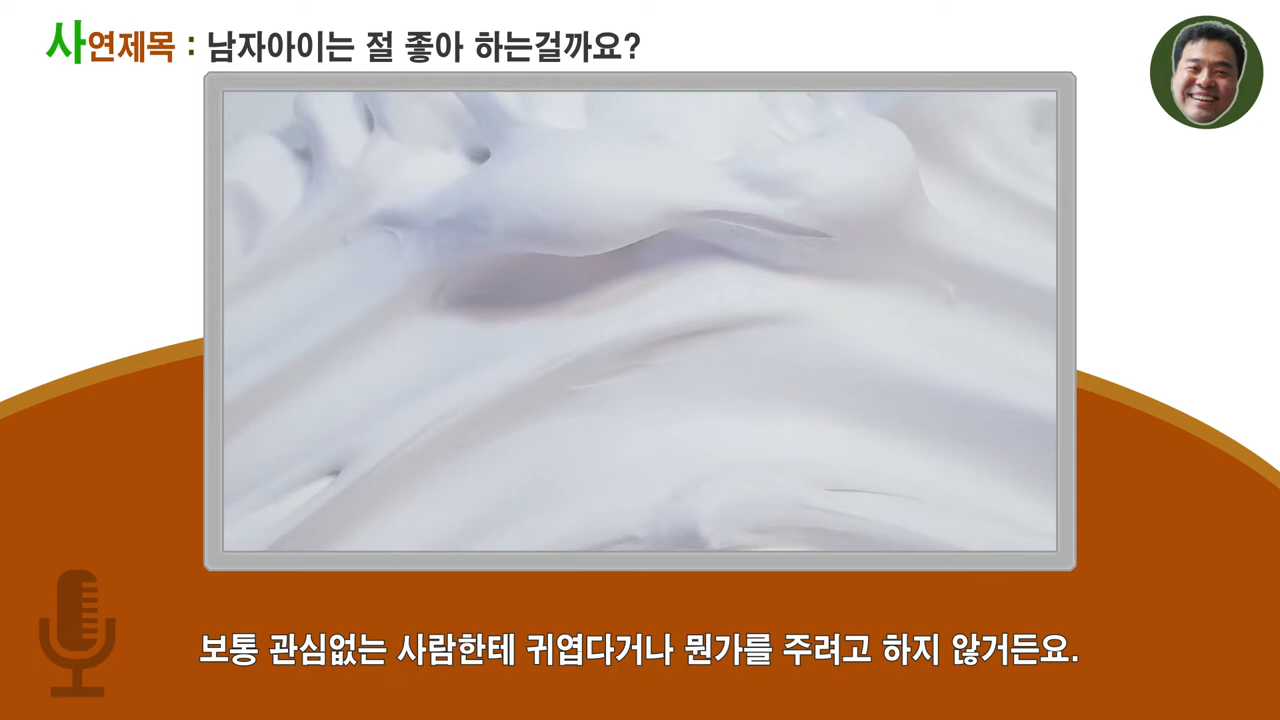 사연제목 : 남자아이는 절 좋아 하는걸까요?
보통 관심없는 사람한테 귀엽다거나 뭔가를 주려고 하지 않거든요.